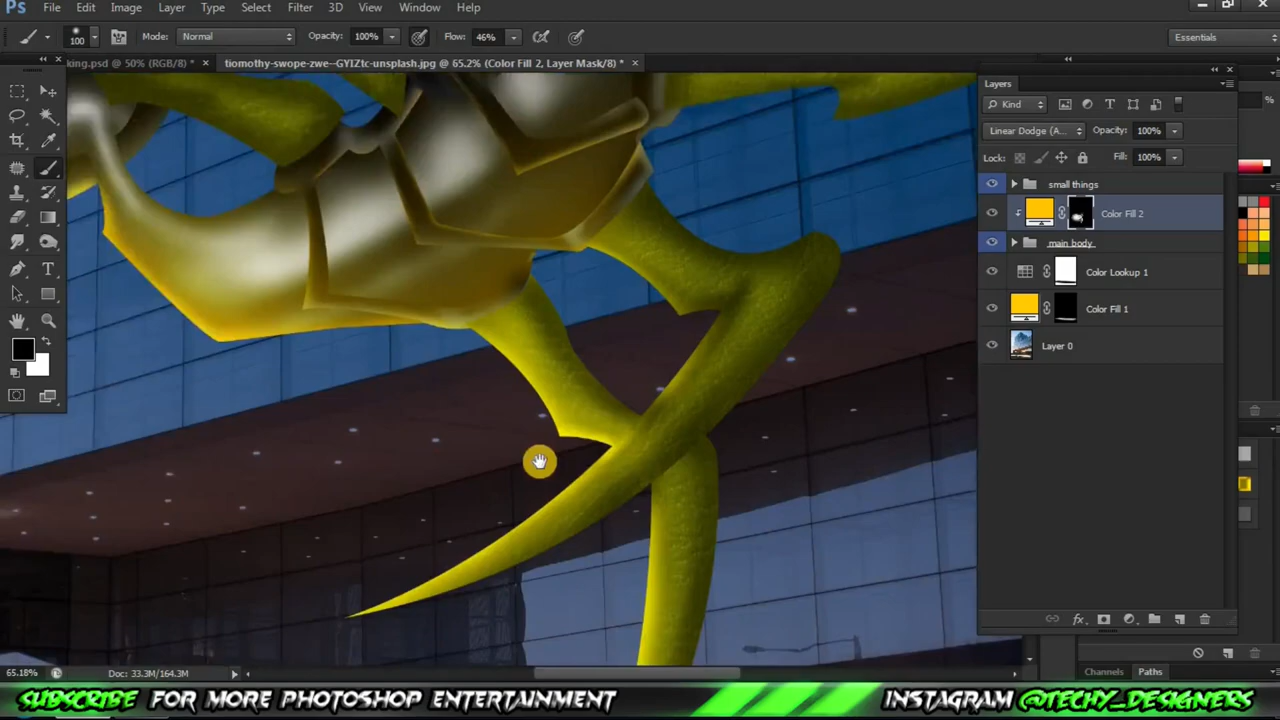 Ps File Edit Image Layer Type Select Filter 3D View Window Help
100 Mode: Normal Opacity: 100% Flow: 46% Essentials
king.psd @ 50% (RGB/8) * × tiomothy-swope-zwe--GYIZtc-unsplash.jpg @ 65.2% (Color Fill 2, Layer Mask/8) * ×
Layers
Kind
Linear Dodge (A... Opacity: 100%
Lock: Fill: 100%
small things
Color Fill 2
main body
Color Lookup 1
Color Fill 1
Layer 0
%
fx
65.18% Doc: 33.3M/164.3M
Channels Paths
SUBSCRIBE FOR MORE PHOTOSHOP ENTERTAINMENT INSTAGRAM @TECHY_DESIGNERS